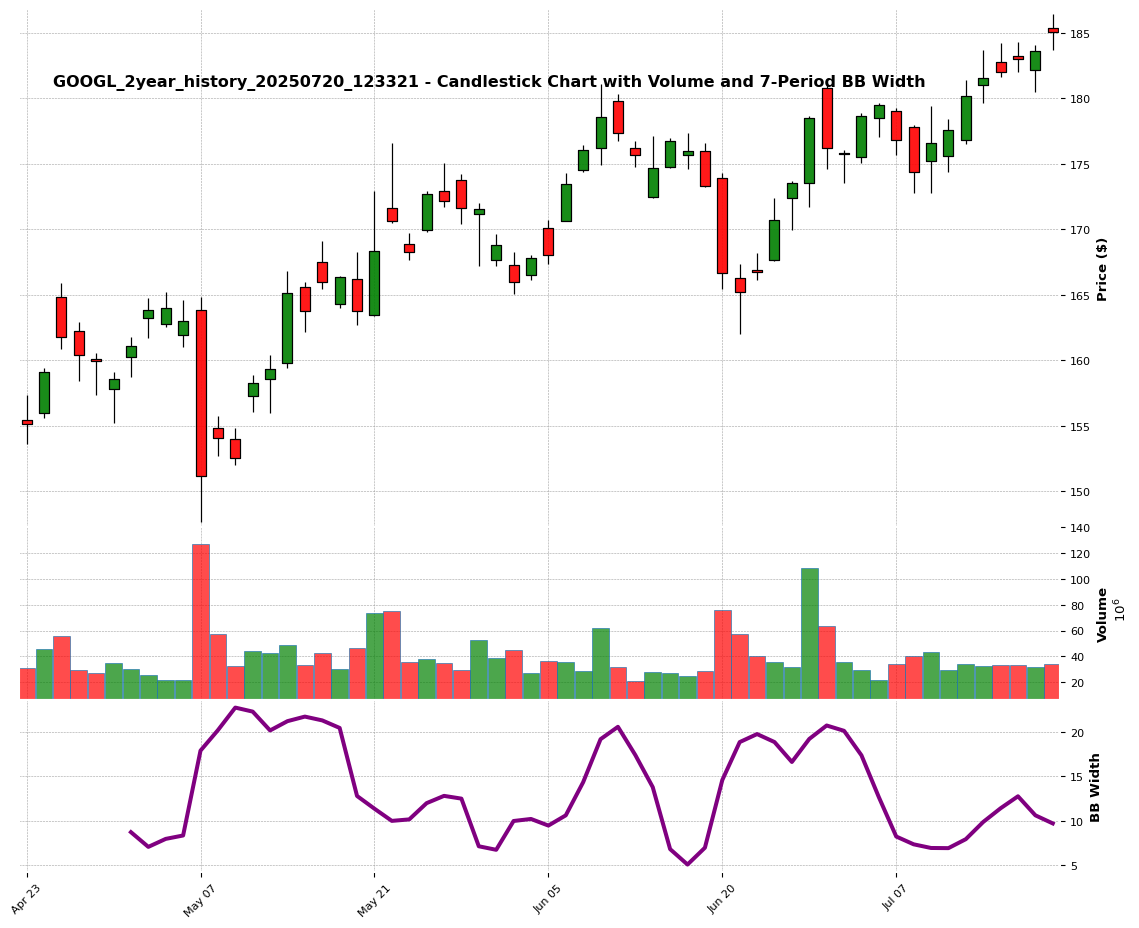 GOOGL_2year_history_20250720_123321 - Candlestick Chart with Volume and 7-Period BB Width
185
180
175
170
165
160
155
150
Price ($)
140
120
100
80
60
40
20
Volume
10^6
20
15
10
5
BB Width
Apr 23
May 07
May 21
Jun 05
Jun 20
Jul 07